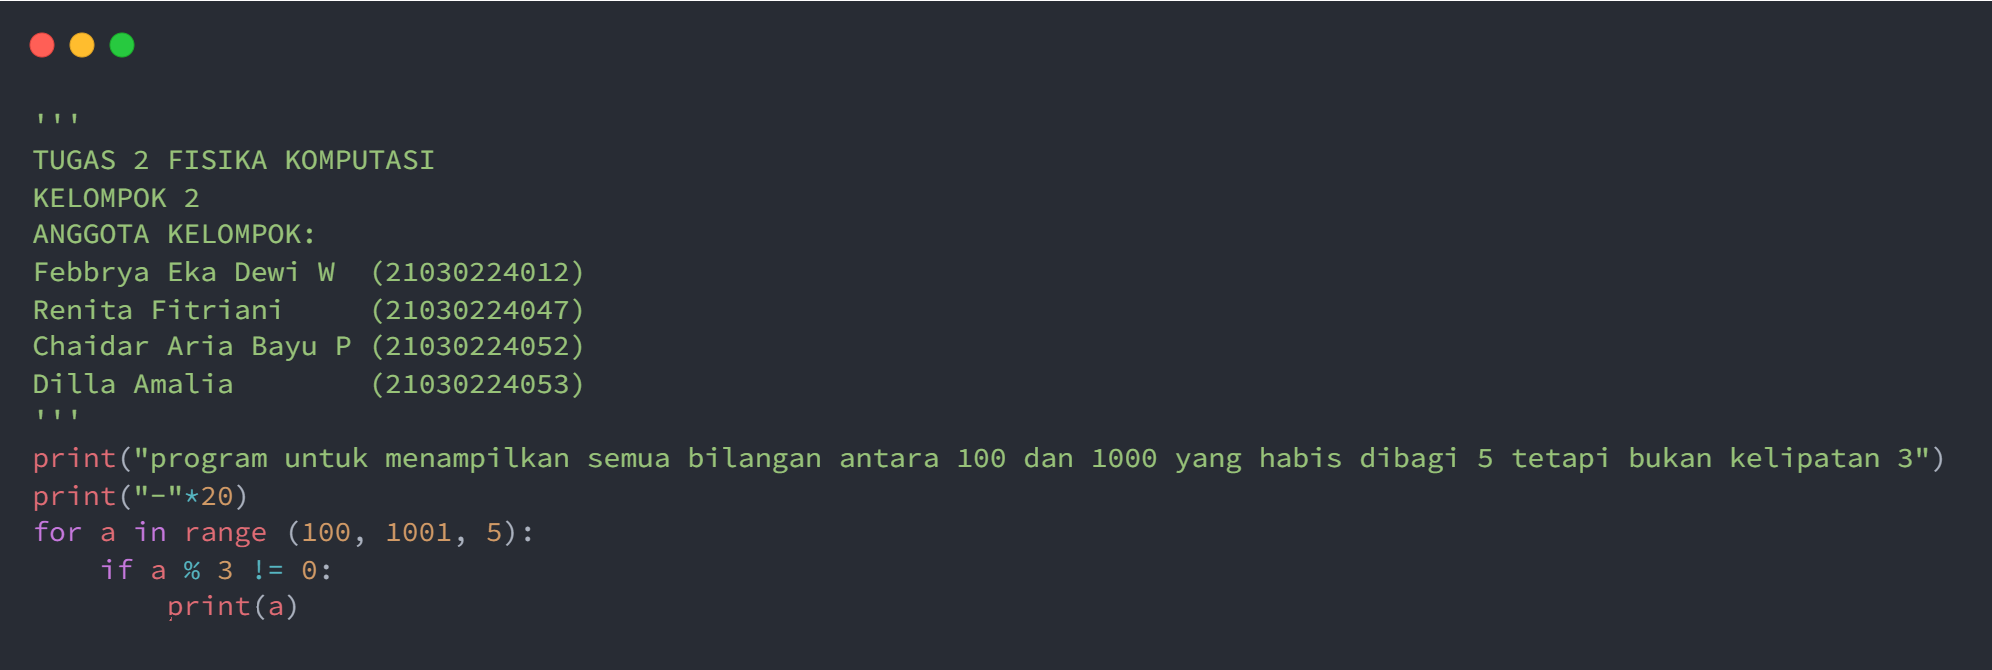 '''
TUGAS 2 FISIKA KOMPUTASI
KELOMPOK 2
ANGGOTA KELOMPOK:
Febbrya Eka Dewi W  (21030224012)
Renita Fitriani     (21030224047)
Chaidar Aria Bayu P (21030224052)
Dilla Amalia        (21030224053)
'''
print("program untuk menampilkan semua bilangan antara 100 dan 1000 yang habis dibagi 5 tetapi bukan kelipatan 3")
print("-"*20)
for a in range (100, 1001, 5):
    if a % 3 != 0:
        print(a)